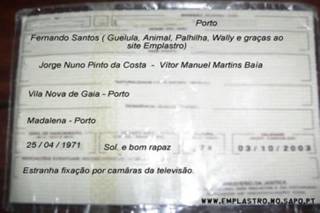 Porto
Fernando Santos ( Guelula, Animal, Palhilha, Wally e graças ao
site Emplastro)
Jorge Nuno Pinto da Costa - Vítor Manuel Martins Baía
Vila Nova de Gaia - Porto
Madalena - Porto
25 / 04 / 1971 Sol. e bom rapaz 03/10/2003
Estranha fixação por camâras da televisão.
WWW.EMPLASTRO.NO.SAPO.PT